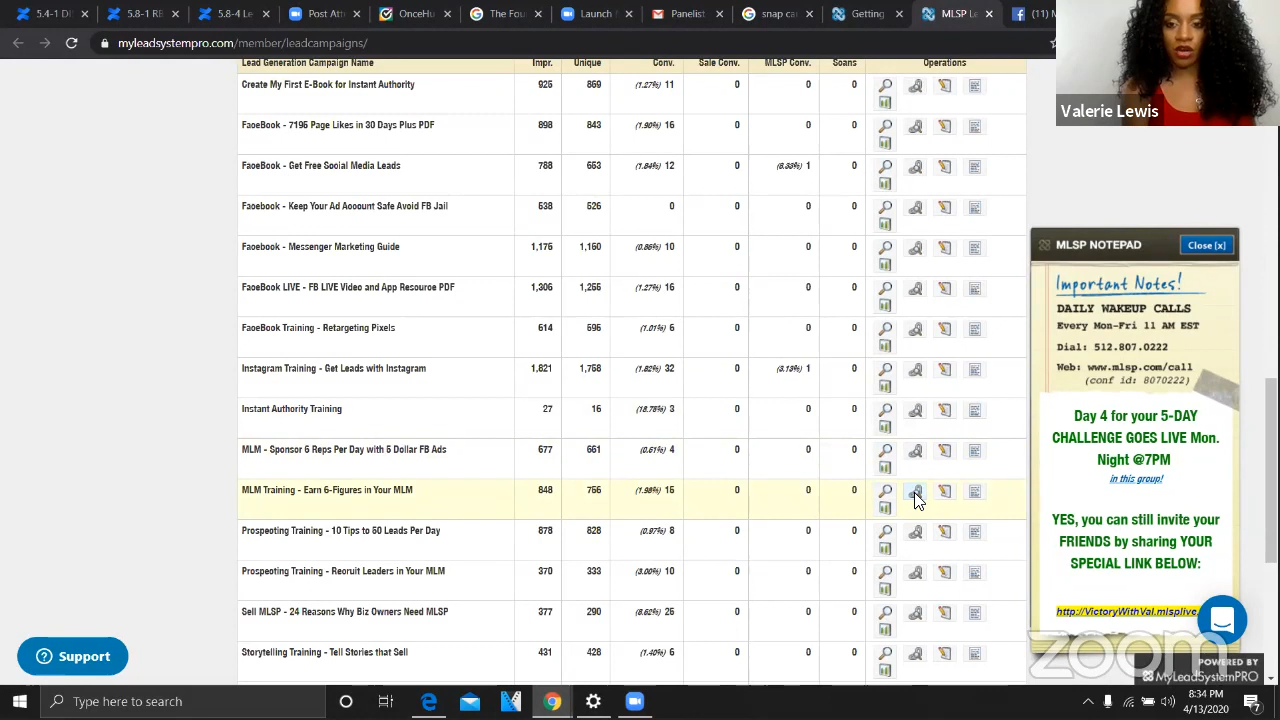 5.4-1 D
5.5-1 RE
Postin
The 5
IMP
Launch
Panelist
snap ca
Getting
MLSP Le
(11
myleadsystempro.com/member/leadcampaigns/
Lead Generation Campaign Name Impr. Unique Conv. Sale Conv. MLSP Conv. Scans Operations
Create My First E-Book for Instant Authority 925 869 (1.27%) 11 0 0 0
FaceBook - 7195 Page Likes in 30 Days Plus PDF 898 843 (1.90%) 16 0 0 0
FaceBook - Get Free Social Media Leads 788 653 (1.84%) 12 0 (8.33%) 1 0
Facebook - Keep Your Ad Account Safe Avoid FB Jail 538 526 0 0 0 0
Facebook - Messenger Marketing Guide 1,175 1,160 (0.86%) 10 0 0 0
FaceBook LIVE - FB LIVE Video and App Resource PDF 1,306 1,255 (1.27%) 16 0 0 0
FaceBook Training - Retargeting Pixels 614 595 (1.01%) 6 0 0 0
Instagram Training - Get Leads with Instagram 1,821 1,758 (1.82%) 32 0 (3.13%) 1 0
Instant Authority Training 27 16 (18.75%) 3 0 0 0
MLM - Sponsor 6 Reps Per Day with 5 Dollar FB Ads 677 661 (0.61%) 4 0 0 0
MLM Training - Earn 6-Figures in Your MLM 848 756 (1.98%) 15 0 0 0
Prospecting Training - 10 Tips to 60 Leads Per Day 878 828 (0.97%) 8 0 0 0
Prospecting Training - Recruit Leaders in Your MLM 370 333 (3.00%) 10 0 0 0
Sell MLSP - 24 Reasons Why Biz Owners Need MLSP 377 290 (8.62%) 25 0 0 0
Storytelling Training - Tell Stories that Sell 431 428 (1.40%) 6 0 0 0
Valerie Lewis
MLSP NOTEPAD Close [x]
Important Notes!
DAILY WAKEUP CALLS
Every Mon-Fri 11 AM EST
Dial: 512.807.0222
Web: www.mlsp.com/call
(conf id: 8070222)
Day 4 for your 5-DAY
CHALLENGE GOES LIVE Mon.
Night @7PM
in this group!
YES, you can still invite your
FRIENDS by sharing YOUR
SPECIAL LINK BELOW:
http://VictoryWithVal.mlsplive.
Support
zoom
POWERED BY
MyLeadSystemPRO
Type here to search
8:34 PM
4/13/2020
7